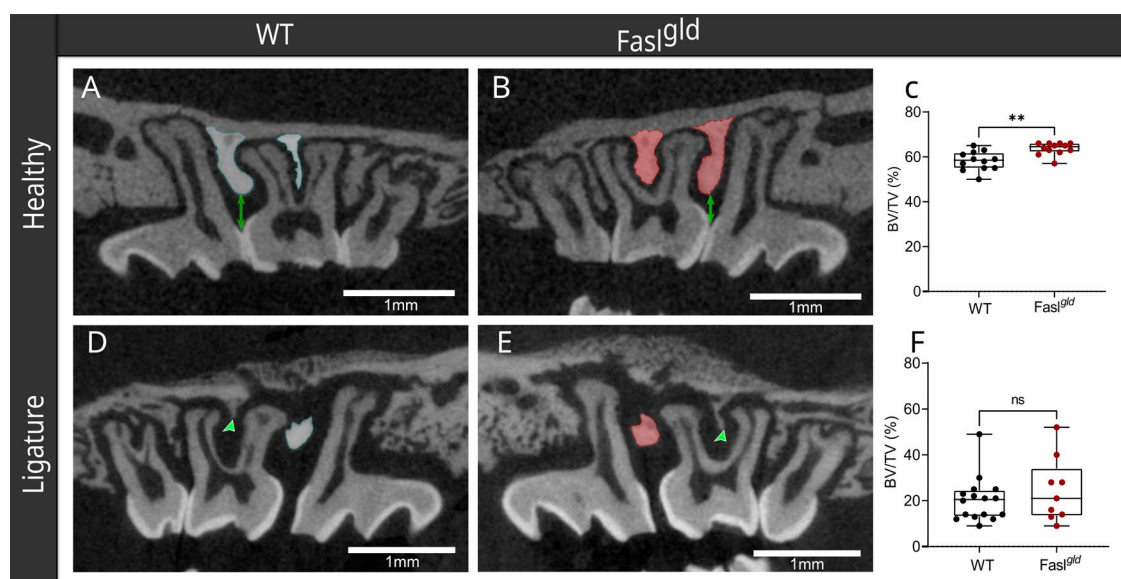 WT Fasl^gld
Healthy
A
1mm
B
1mm
C
80
**
60
40
20
0
BV/TV (%)
WT Fasl^gld
Ligature
D
1mm
E
1mm
F
80
ns
60
40
20
0
BV/TV (%)
WT Fasl^gld